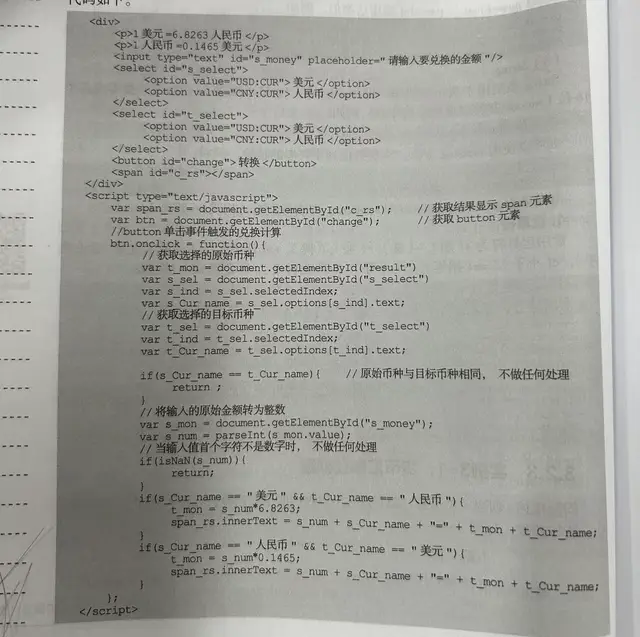 代码如下。
<div>
<p>1 美元 =6.8263 人民币 </p>
<p>1 人民币 =0.1465 美元 </p>
<input type="text" id="s_money" placeholder=" 请输入要兑换的金额 "/>
<select id="s_select">
<option value="USD:CUR"> 美元 </option>
<option value="CNY:CUR"> 人民币 </option>
</select>
<select id="t_select">
<option value="USD:CUR"> 美元 </option>
<option value="CNY:CUR"> 人民币 </option>
</select>
<button id="change"> 转换 </button>
<span id="c_rs"></span>
</div>
<script type="text/javascript">
var span_rs = document.getElementById("c_rs"); // 获取结果显示 span 元素
var btn = document.getElementById("change"); // 获取 button 元素
//button 单击事件触发的兑换计算
btn.onclick = function(){
// 获取选择的原始币种
var t_mon = document.getElementById("result")
var s_sel = document.getElementById("s_select")
var s_ind = s_sel.selectedIndex;
var s_Cur_name = s_sel.options[s_ind].text;
// 获取选择的目标币种
var t_sel = document.getElementById("t_select")
var t_ind = t_sel.selectedIndex;
var t_Cur_name = t_sel.options[t_ind].text;
if(s_Cur_name == t_Cur_name){ // 原始币种与目标币种相同， 不做任何处理
return ;
}
// 将输入的原始金额转为整数
var s_mon = document.getElementById("s_money");
var s_num = parseInt(s_mon.value);
// 当输入值首个字符不是数字时， 不做任何处理
if(isNaN(s_num)){
return;
}
if(s_Cur_name == " 美元 " && t_Cur_name == " 人民币 "){
t_mon = s_num*6.8263;
span_rs.innerText = s_num + s_Cur_name + "=" + t_mon + t_Cur_name;
}
if(s_Cur_name == " 人民币 " && t_Cur_name == " 美元 "){
t_mon = s_num*0.1465;
span_rs.innerText = s_num + s_Cur_name + "=" + t_mon + t_Cur_name;
}
};
</script>